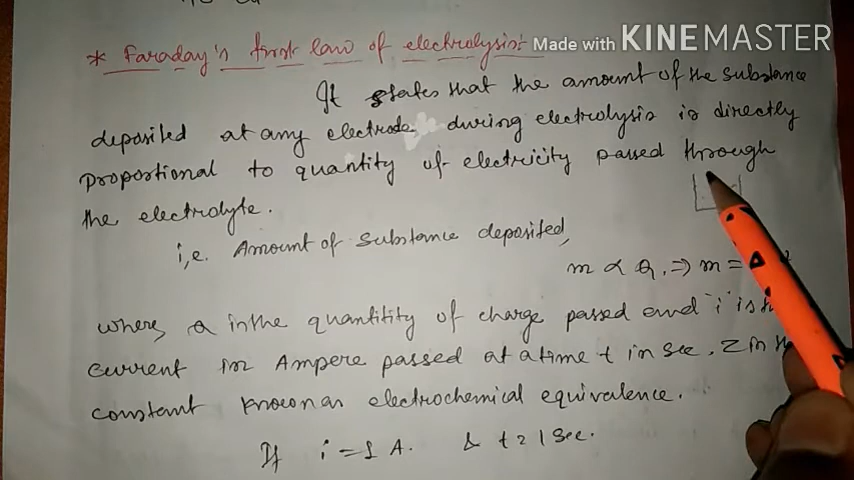 * Faraday's first law of electrolysis:
Made with KINEMASTER
It states that the amount of the substance
deposited at any electrode during electrolysis is directly
proportional to quantity of electricity passed through
the electrolyte.
i,e. Amount of substance deposited,
m ∝ Q, ⇒ m =
where, Q is the quantitity of charge passed and 'i' is
current in Ampere passed at a time t in sec. Z is
constant known as electrochemical equivalence.
If i = 1 A. & t = 1 Sec.